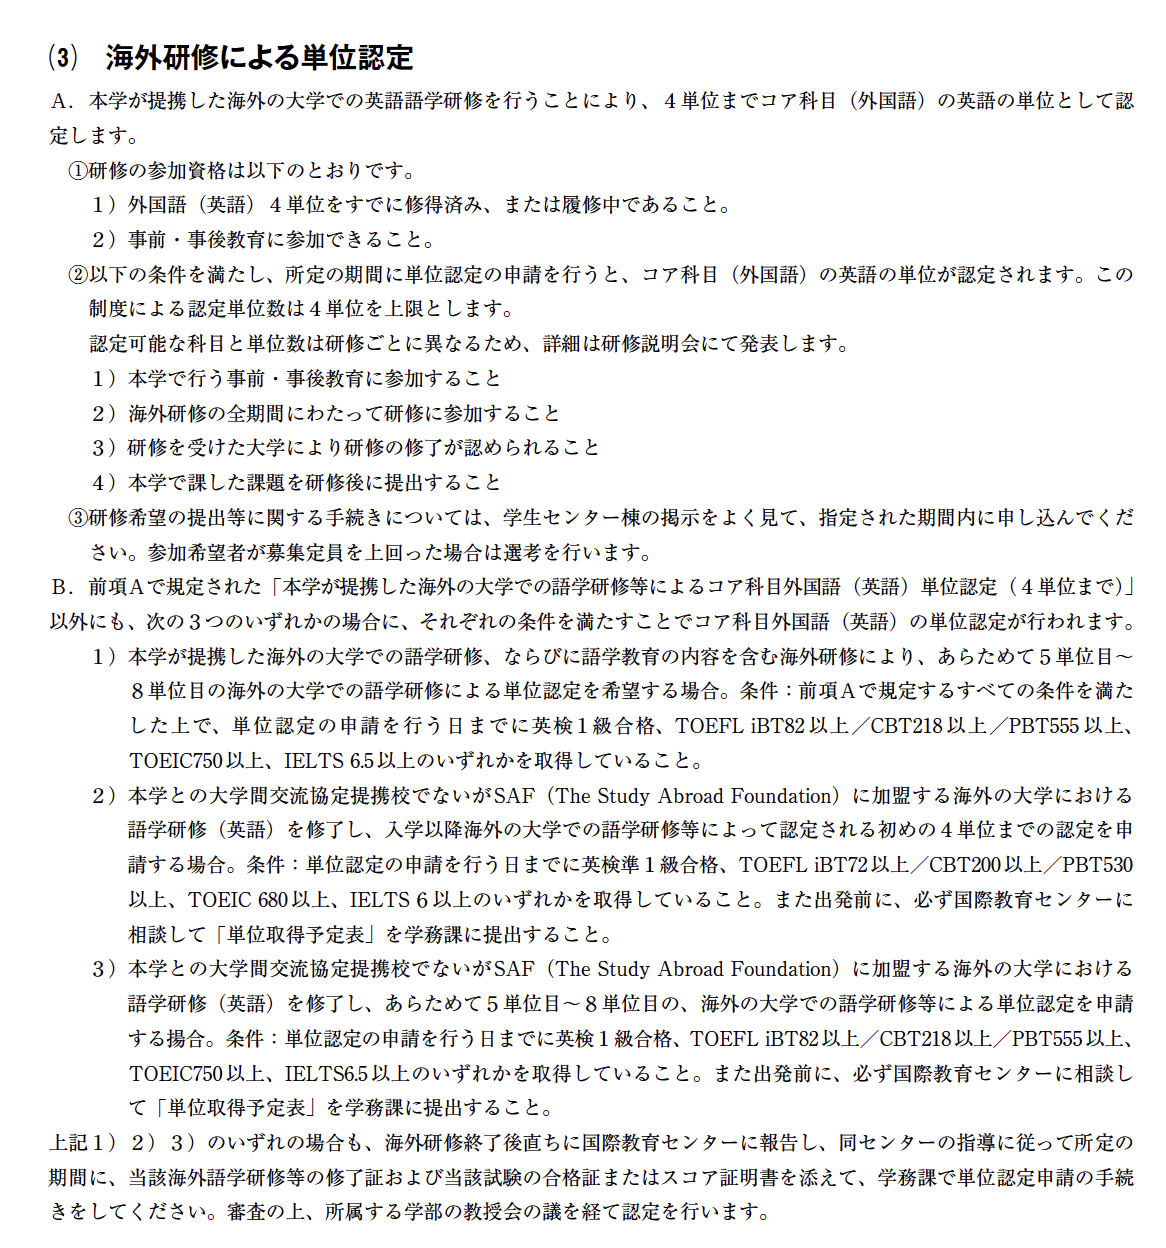 (3)　海外研修による単位認定
Ａ．本学が提携した海外の大学での英語語学研修を行うことにより、４単位までコア科目（外国語）の英語の単位として認
定します。
①研修の参加資格は以下のとおりです。
１）外国語（英語）４単位をすでに修得済み、または履修中であること。
２）事前・事後教育に参加できること。
②以下の条件を満たし、所定の期間に単位認定の申請を行うと、コア科目（外国語）の英語の単位が認定されます。この
制度による認定単位数は４単位を上限とします。
認定可能な科目と単位数は研修ごとに異なるため、詳細は研修説明会にて発表します。
１）本学で行う事前・事後教育に参加すること
２）海外研修の全期間にわたって研修に参加すること
３）研修を受けた大学により研修の修了が認められること
４）本学で課した課題を研修後に提出すること
③研修希望の提出等に関する手続きについては、学生センター棟の掲示をよく見て、指定された期間内に申し込んでくだ
さい。参加希望者が募集定員を上回った場合は選考を行います。
Ｂ．前項Ａで規定された「本学が提携した海外の大学での語学研修等によるコア科目外国語（英語）単位認定（４単位まで）」
以外にも、次の３つのいずれかの場合に、それぞれの条件を満たすことでコア科目外国語（英語）の単位認定が行われます。
１）本学が提携した海外の大学での語学研修、ならびに語学教育の内容を含む海外研修により、あらためて５単位目～
８単位目の海外の大学での語学研修による単位認定を希望する場合。条件：前項Ａで規定するすべての条件を満た
した上で、単位認定の申請を行う日までに英検１級合格、TOEFL iBT82以上／CBT218以上／PBT555以上、
TOEIC750以上、IELTS 6.5以上のいずれかを取得していること。
２）本学との大学間交流協定提携校でないがSAF（The Study Abroad Foundation）に加盟する海外の大学における
語学研修（英語）を修了し、入学以降海外の大学での語学研修等によって認定される初めの４単位までの認定を申
請する場合。条件：単位認定の申請を行う日までに英検準１級合格、TOEFL iBT72以上／CBT200以上／PBT530
以上、TOEIC 680以上、IELTS 6以上のいずれかを取得していること。また出発前に、必ず国際教育センターに
相談して「単位取得予定表」を学務課に提出すること。
３）本学との大学間交流協定提携校でないがSAF（The Study Abroad Foundation）に加盟する海外の大学における
語学研修（英語）を修了し、あらためて５単位目～８単位目の、海外の大学での語学研修等による単位認定を申請
する揚合。条件：単位認定の申請を行う日までに英検１級合格、TOEFL iBT82以上／CBT218以上／PBT555以上、
TOEIC750以上、IELTS6.5以上のいずれかを取得していること。また出発前に、必ず国際教育センターに相談し
て「単位取得予定表」を学務課に提出すること。
上記１）２）３）のいずれの場合も、海外研修終了後直ちに国際教育センターに報告し、同センターの指導に従って所定の
期間に、当該海外語学研修等の修了証および当該試験の合格証またはスコア証明書を添えて、学務課で単位認定申請の手続
きをしてください。審査の上、所属する学部の教授会の議を経て認定を行います。